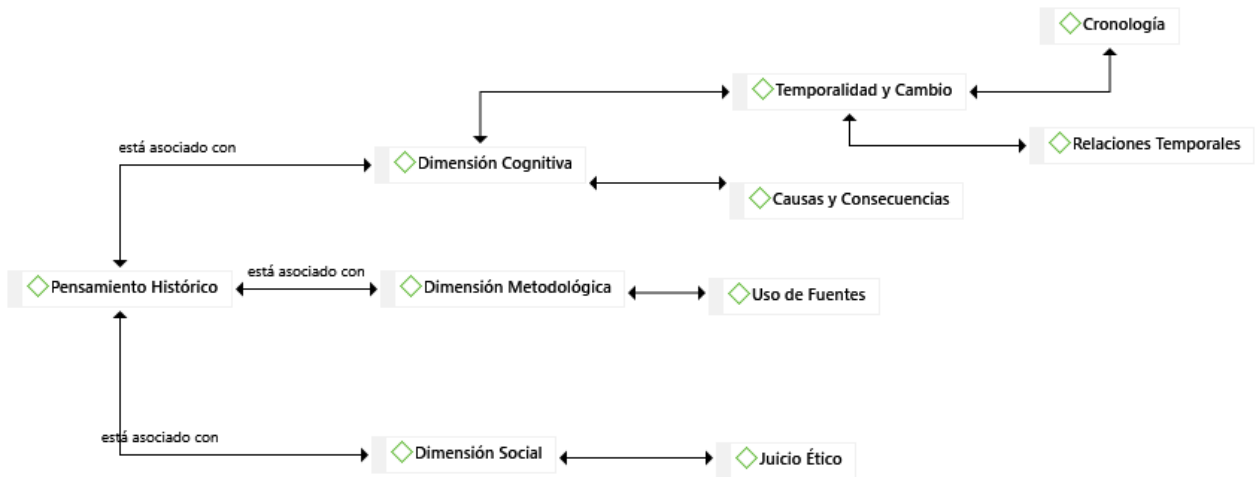 Cronología
Temporalidad y Cambio
Relaciones Temporales
está asociado con
Dimensión Cognitiva
Causas y Consecuencias
está asociado con
Pensamiento Histórico
Dimensión Metodológica
Uso de Fuentes
está asociado con
Dimensión Social
Juicio Ético